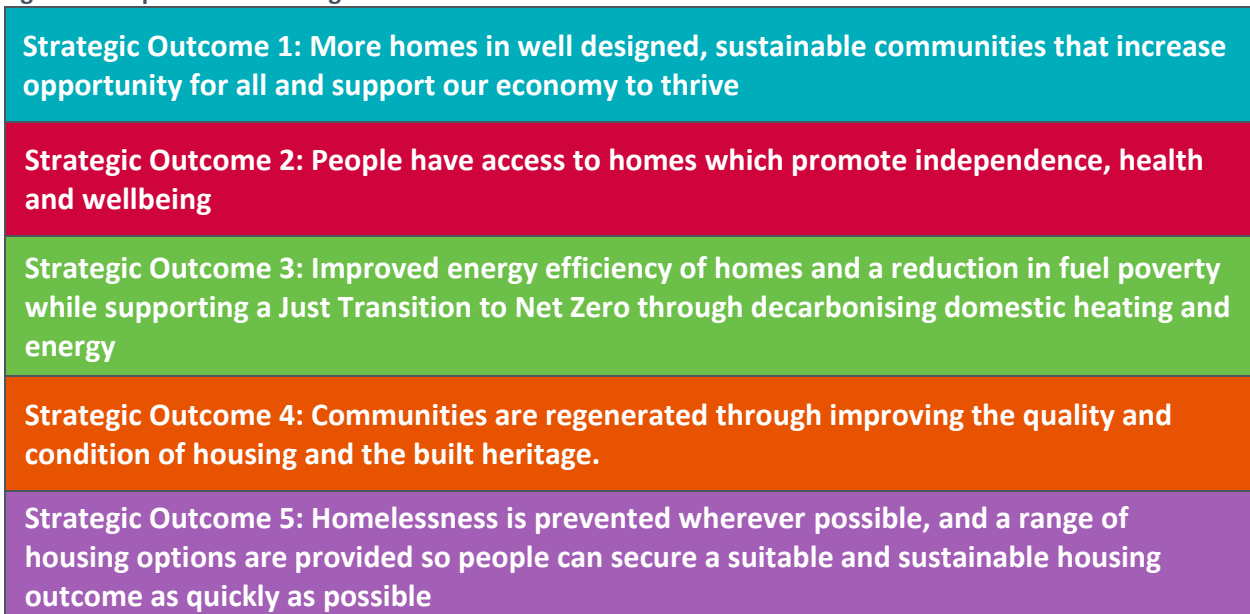 Strategic Outcome 1: More homes in well designed, sustainable communities that increase
opportunity for all and support our economy to thrive
Strategic Outcome 2: People have access to homes which promote independence, health
and wellbeing
Strategic Outcome 3: Improved energy efficiency of homes and a reduction in fuel poverty
while supporting a Just Transition to Net Zero through decarbonising domestic heating and
energy
Strategic Outcome 4: Communities are regenerated through improving the quality and
condition of housing and the built heritage.
Strategic Outcome 5: Homelessness is prevented wherever possible, and a range of
housing options are provided so people can secure a suitable and sustainable housing
outcome as quickly as possible